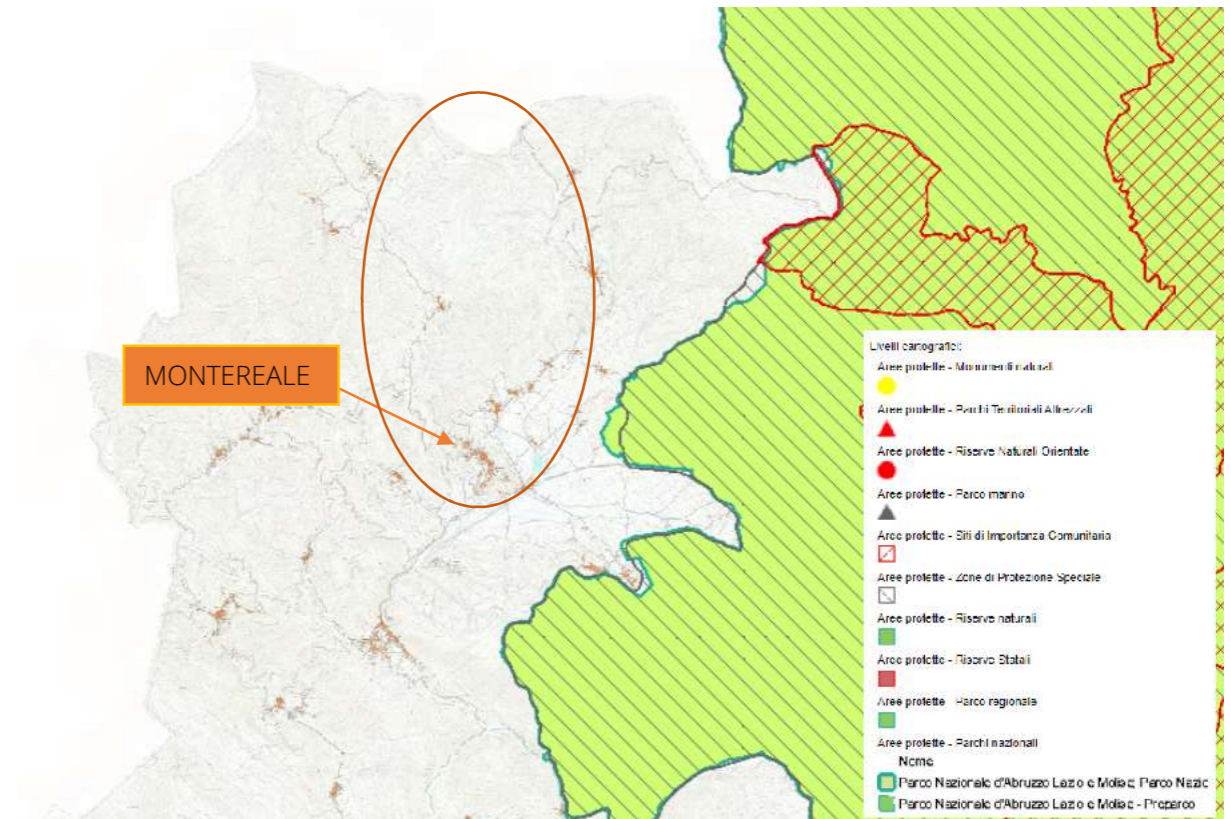 MONTEREALE
Livelli cartografici:
Aree protette - Monumenti naturali
Aree protette - Parchi Territoriali Attrezzati
Aree protette - Riserve Naturali Orientate
Aree protette - Parco marino
Aree protette - Siti di Importanza Comunitaria
Aree protette - Zone di Protezione Speciale
Aree protette - Riserve naturali
Aree protette - Riserve Statali
Aree protette - Parco regionale
Aree protette - Parchi nazionali
Nome
Parco Nazionale d'Abruzzo Lazio e Molise; Parco Nazio
Parco Nazionale d'Abruzzo Lazio e Molise - Preparco